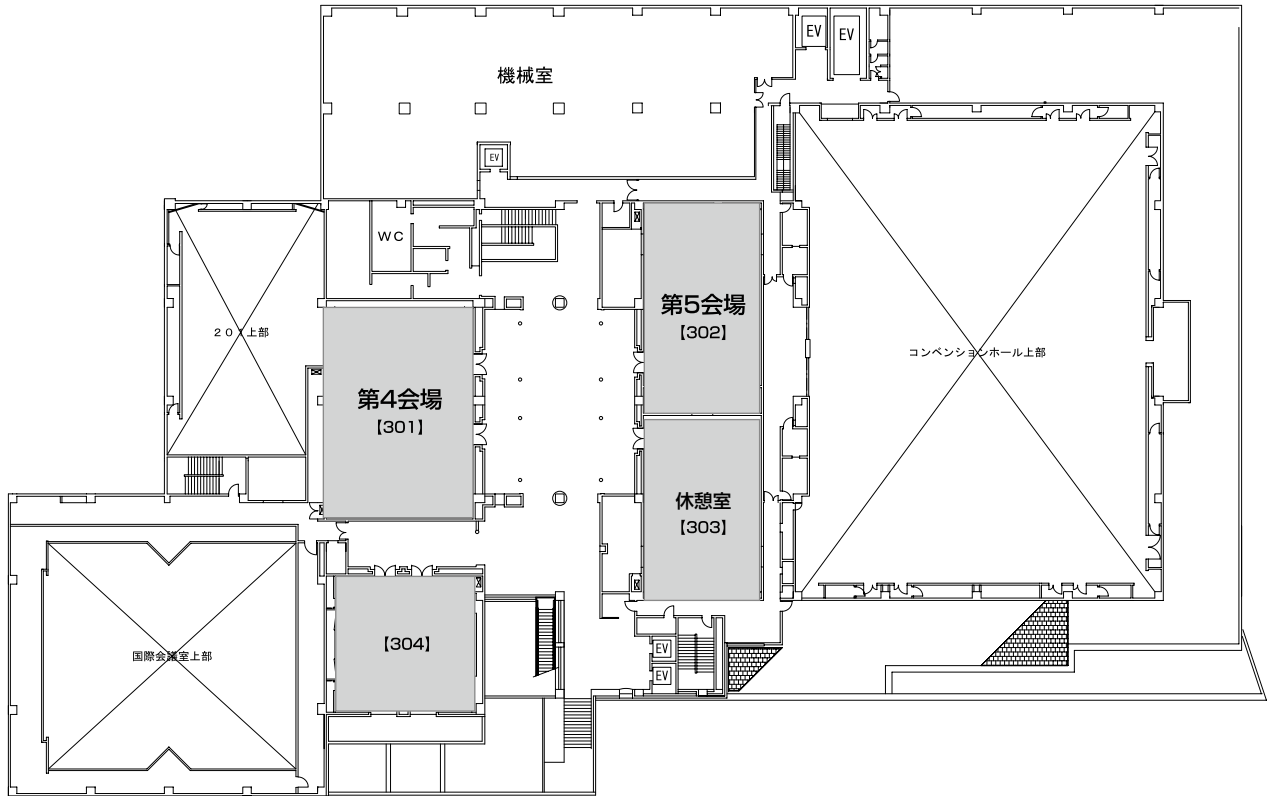 EV
EV
機械室
EV
WC
第5会場
【302】
201上部
コンベンションホール上部
第4会場
【301】
休憩室
【303】
【304】
国際会議室上部
EV
EV